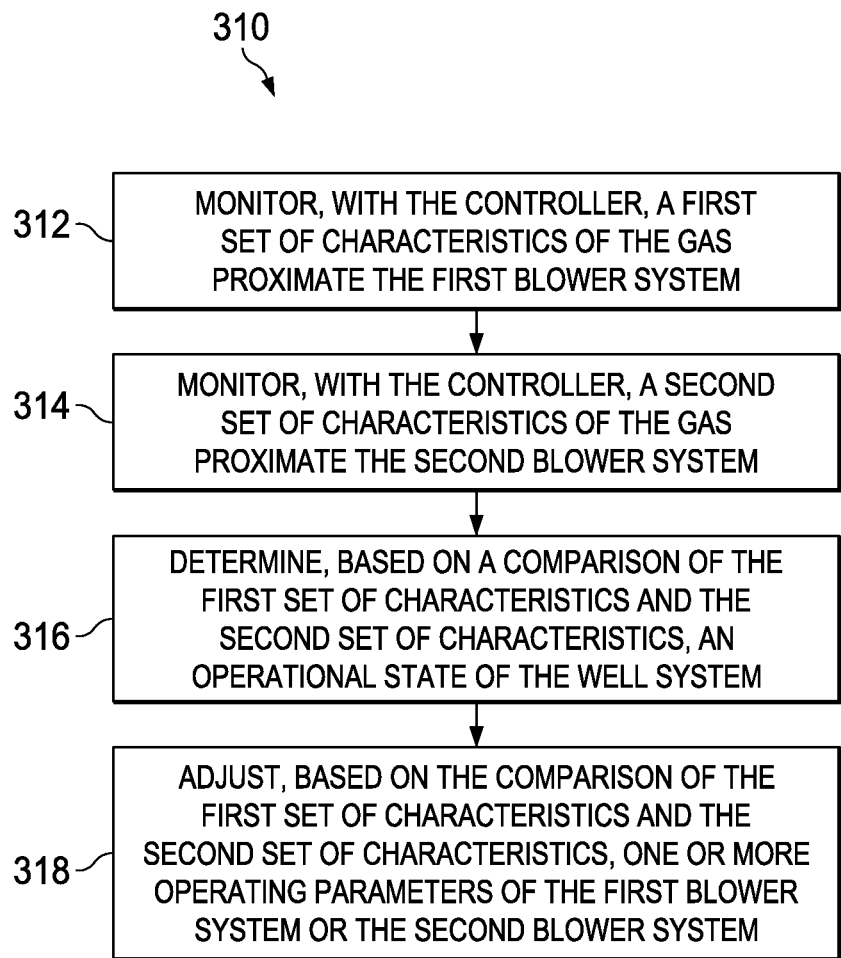 310
312
MONITOR, WITH THE CONTROLLER, A FIRST
SET OF CHARACTERISTICS OF THE GAS
PROXIMATE THE FIRST BLOWER SYSTEM
314
MONITOR, WITH THE CONTROLLER, A SECOND
SET OF CHARACTERISTICS OF THE GAS
PROXIMATE THE SECOND BLOWER SYSTEM
316
DETERMINE, BASED ON A COMPARISON OF THE
FIRST SET OF CHARACTERISTICS AND THE
SECOND SET OF CHARACTERISTICS, AN
OPERATIONAL STATE OF THE WELL SYSTEM
318
ADJUST, BASED ON THE COMPARISON OF THE
FIRST SET OF CHARACTERISTICS AND THE
SECOND SET OF CHARACTERISTICS, ONE OR MORE
OPERATING PARAMETERS OF THE FIRST BLOWER
SYSTEM OR THE SECOND BLOWER SYSTEM